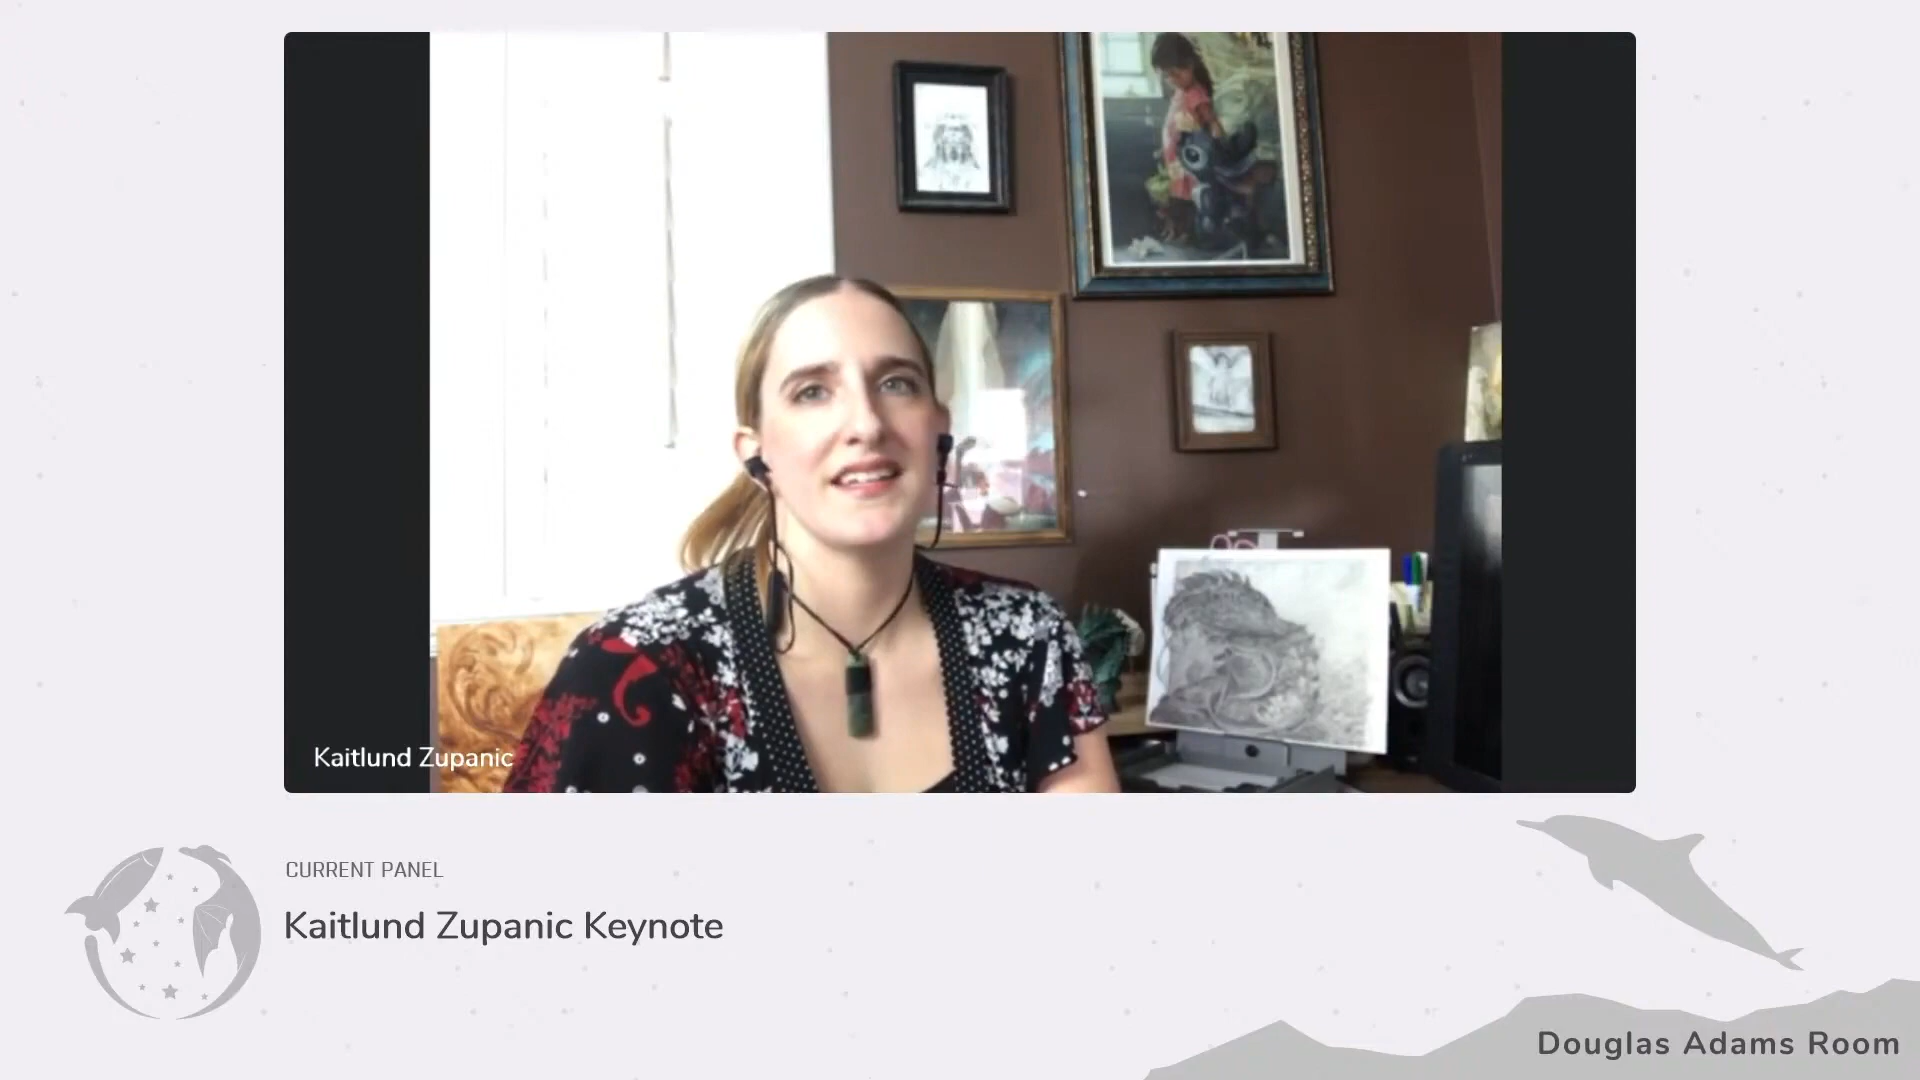 Kaitlund Zupanic
CURRENT PANEL
Kaitlund Zupanic Keynote
Douglas Adams Room